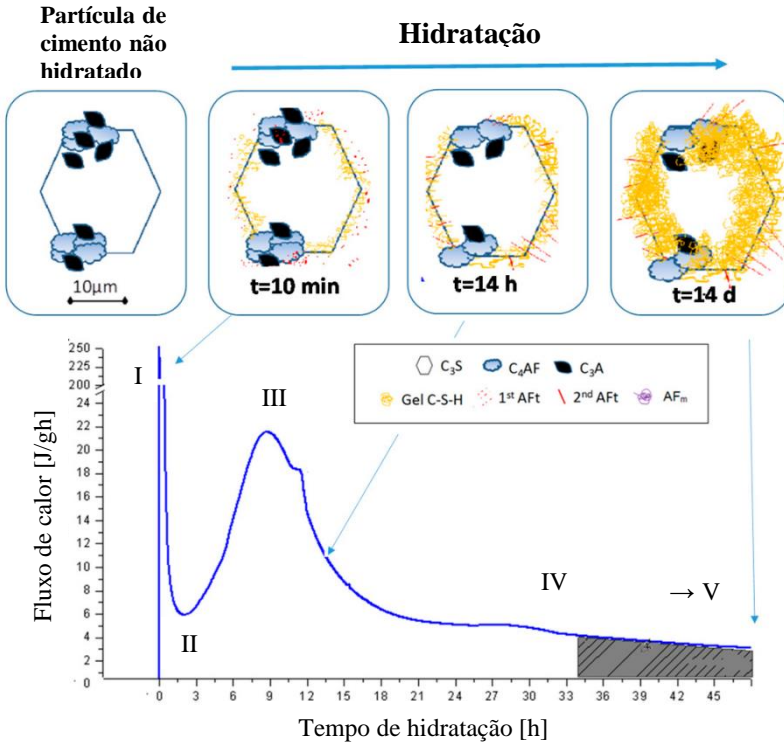 Partícula de
cimento não
hidratado
Hidratação
10μm
t=10 min
t=14 h
t=14 d
I
II
III
IV
→ V
C₃S
C₄AF
C₃A
Gel C-S-H
1ˢᵗ AFt
2ⁿᵈ AFt
AFₘ
Fluxo de calor [J/gh]
250
225
200
24
22
20
18
16
14
12
10
8
6
4
2
0
0 3 6 9 12 15 18 21 24 27 30 33 36 39 42 45
Tempo de hidratação [h]